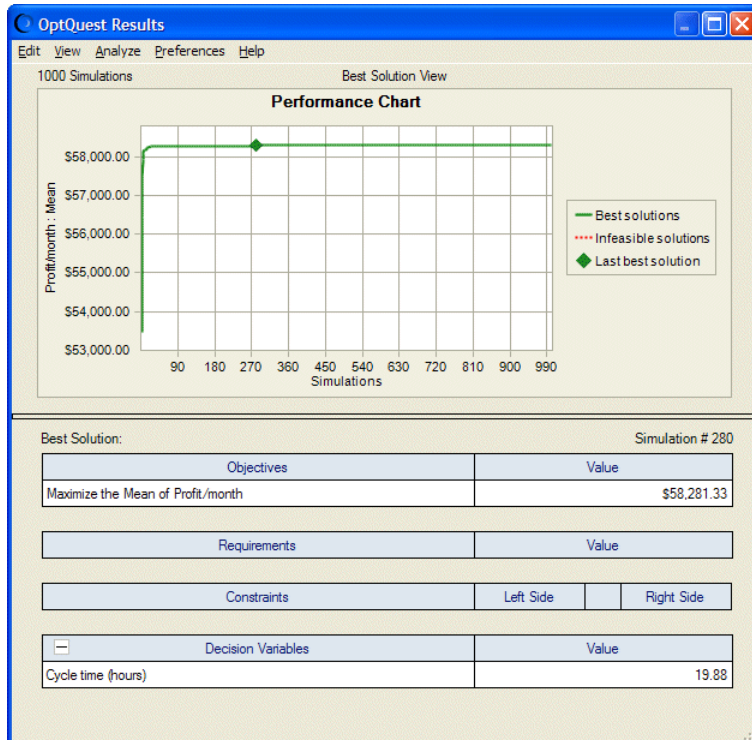 OptQuest Results
Edit View Analyze Preferences Help
1000 Simulations Best Solution View
Performance Chart
$58,000.00
$57,000.00
$56,000.00
$55,000.00
$54,000.00
$53,000.00
Profit/month : Mean
90 180 270 360 450 540 630 720 810 900 990
Simulations
Best solutions
Infeasible solutions
Last best solution
Best Solution: Simulation # 280
Objectives Value
Maximize the Mean of Profit/month $58,281.33
Requirements Value
Constraints Left Side Right Side
Decision Variables Value
Cycle time (hours) 19.88